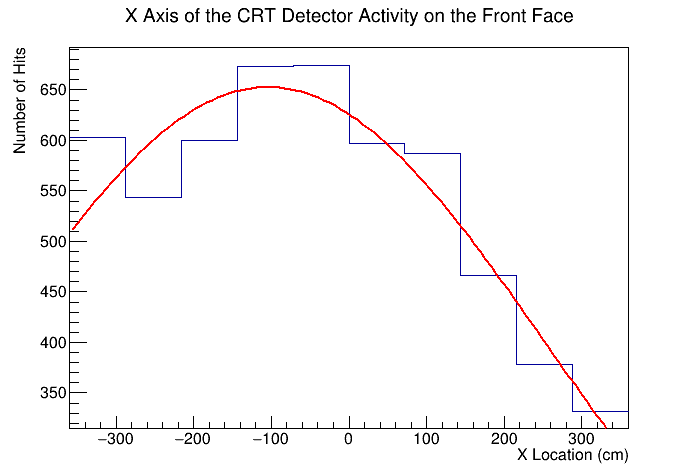 X Axis of the CRT Detector Activity on the Front Face
Number of Hits
650
600
550
500
450
400
350
−300 −200 −100 0 100 200 300
X Location (cm)